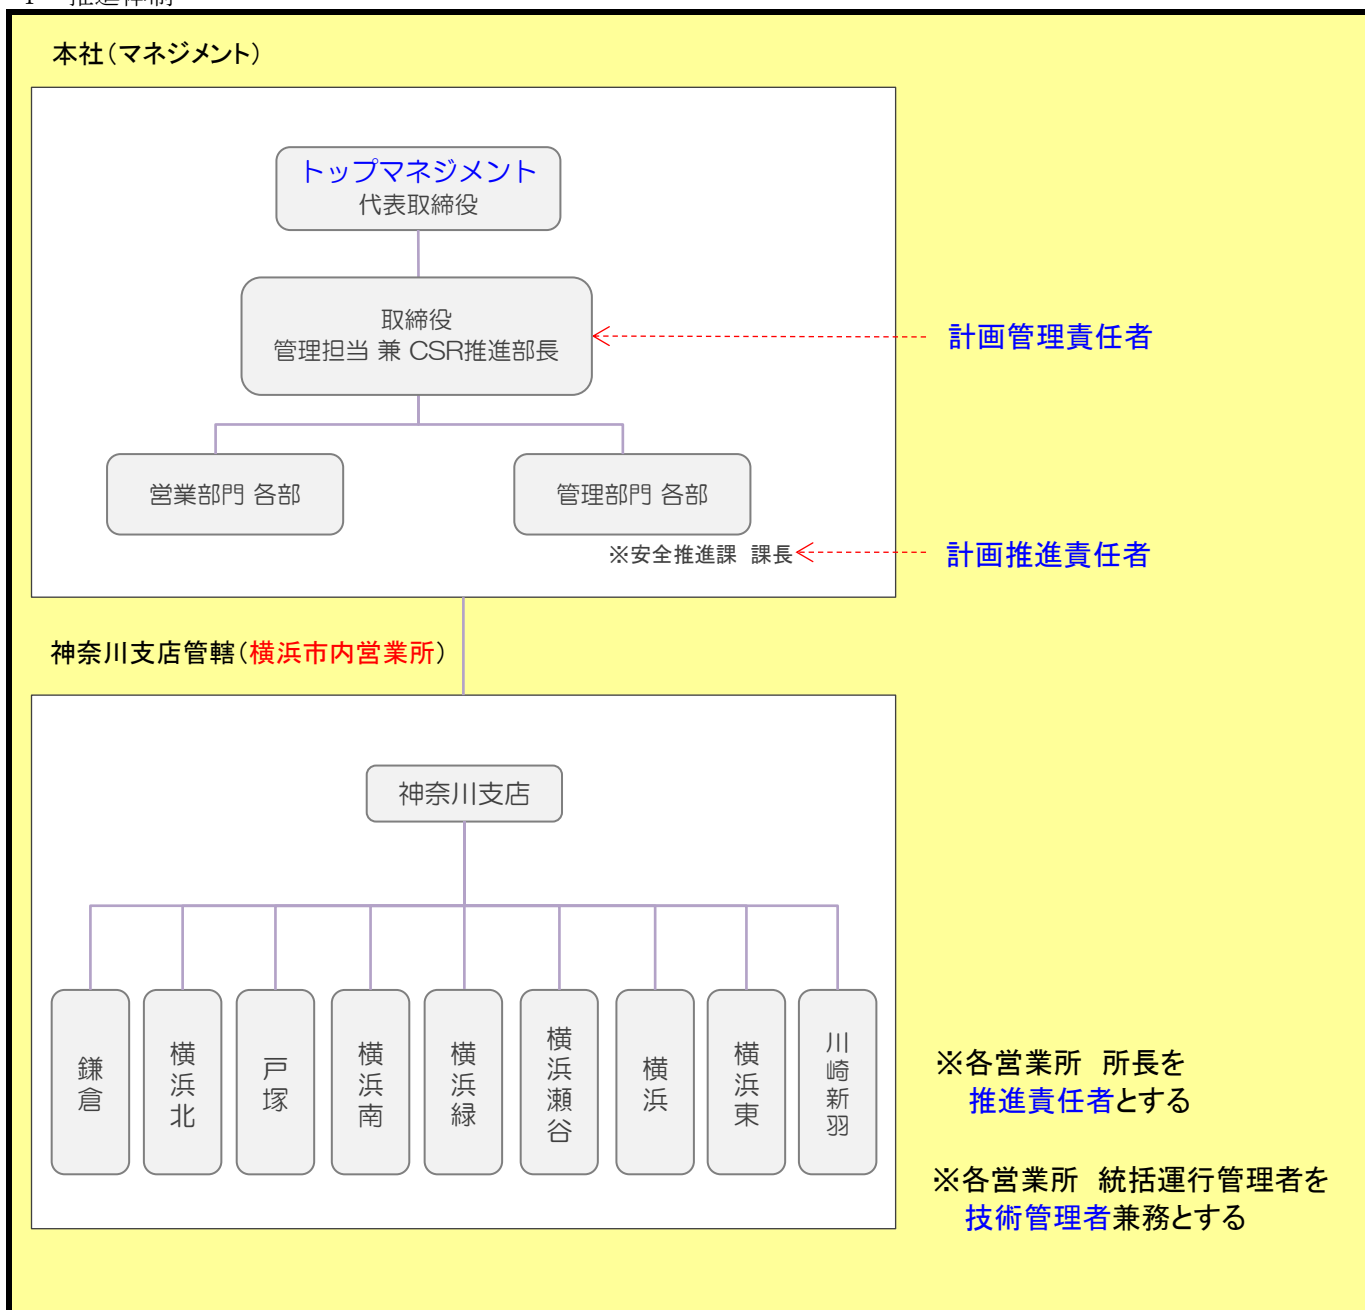 推進体制
本社（マネジメント）
トップマネジメント
代表取締役
取締役
管理担当 兼 CSR推進部長
計画管理責任者
営業部門 各部
管理部門 各部
※安全推進課　課長
計画推進責任者
神奈川支店管轄（横浜市内営業所）
神奈川支店
鎌倉
横浜北
戸塚
横浜南
横浜緑
横浜瀬谷
横浜
横浜東
川崎新羽
※各営業所　所長を
推進責任者とする
※各営業所　統括運行管理者を
技術管理者兼務とする